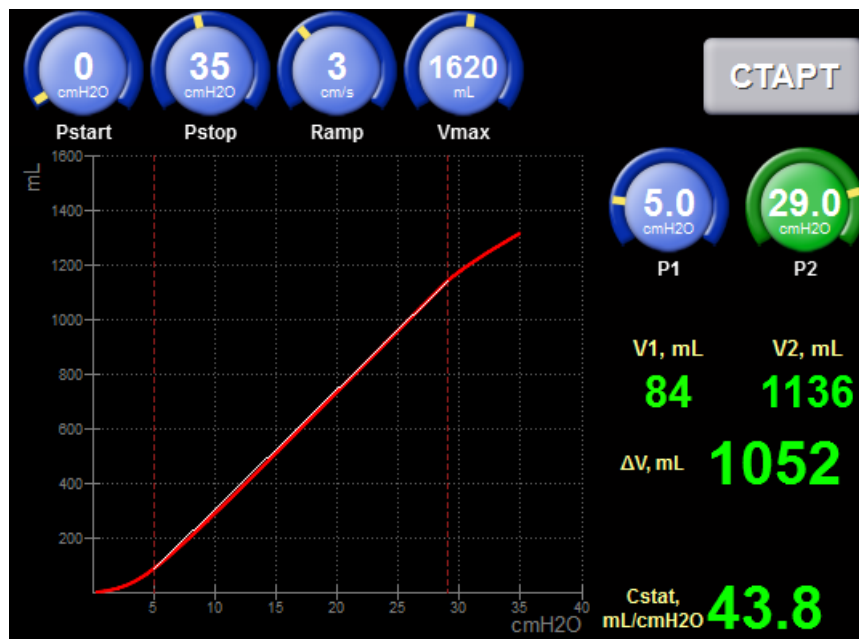 0 35 3 1620
cmH2O cmH2O cm/s mL
Pstart Pstop Ramp Vmax
СТАРТ
mL
1600
1400
1200
1000
800
600
400
200
5 10 15 20 25 30 35 40
cmH2O
5.0 29.0
cmH2O cmH2O
P1 P2
V1, mL V2, mL
84 1136
ΔV, mL 1052
Cstat,
mL/cmH2O 43.8